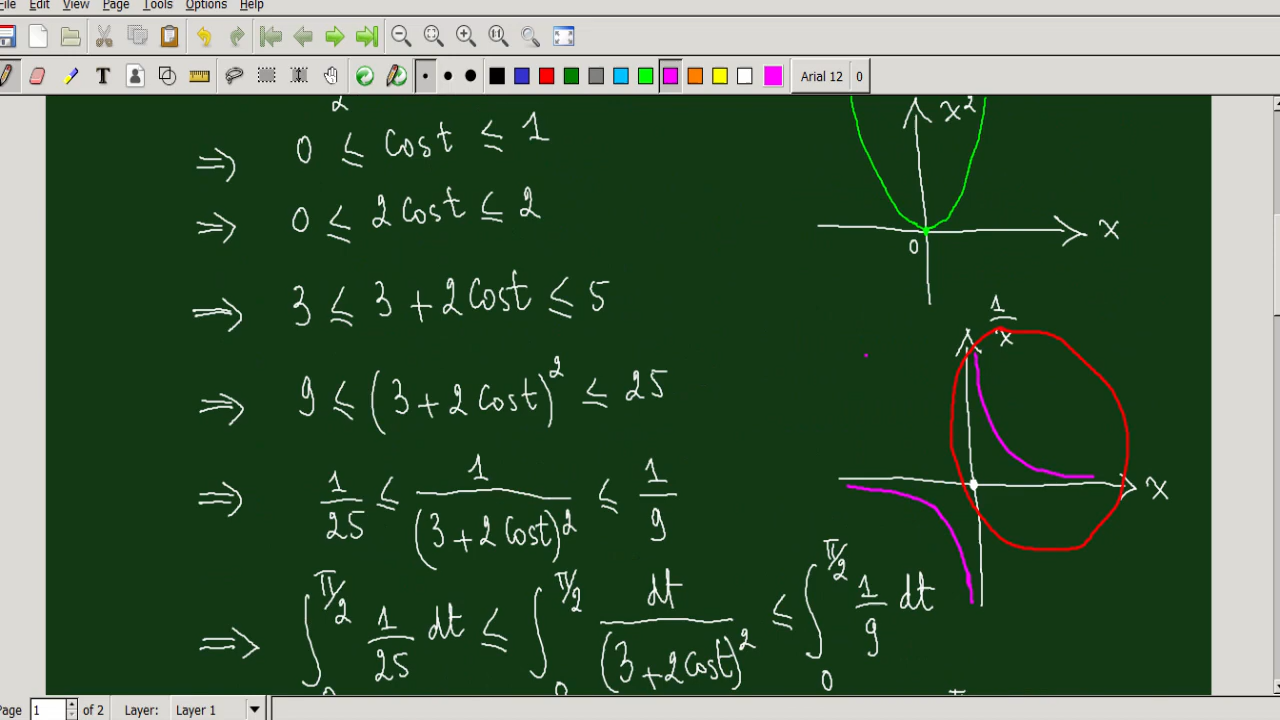 File Edit View Page Tools Options Help
Arial 12 0
2
⇒ 0 ≤ Cost ≤ 1
⇒ 0 ≤ 2Cost ≤ 2
⇒ 3 ≤ 3 + 2Cost ≤ 5
⇒ 9 ≤ (3 + 2Cost)² ≤ 25
⇒ 1/25 ≤ 1/(3+2Cost)² ≤ 1/9
⇒ ∫₀^{π/2} 1/25 dt ≤ ∫₀^{π/2} dt/(3+2Cost)² ≤ ∫₀^{π/2} 1/9 dt
x²
x
0
1/x
x
Page 1 of 2 Layer: Layer 1